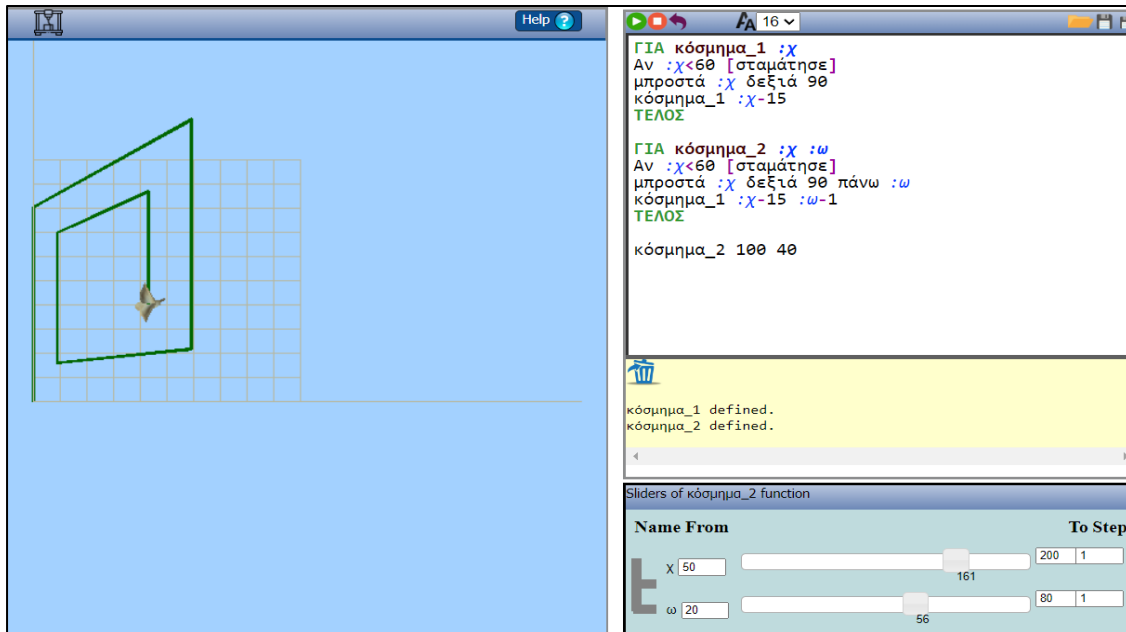 Help ?
AA 16
ΓΙΑ κόσμημα_1 :χ
Αν :χ<60 [σταμάτησε]
μπροστά :χ δεξιά 90
κόσμημα_1 :χ-15
ΤΕΛΟΣ
ΓΙΑ κόσμημα_2 :χ :ω
Αν :χ<60 [σταμάτησε]
μπροστά :χ δεξιά 90 πάνω :ω
κόσμημα_1 :χ-15 :ω-1
ΤΕΛΟΣ
κόσμημα_2 100 40
κόσμημα_1 defined.
κόσμημα_2 defined.
Sliders of κόσμημα_2 function
Name From To Step
χ 50 200 1
161
ω 20 80 1
56